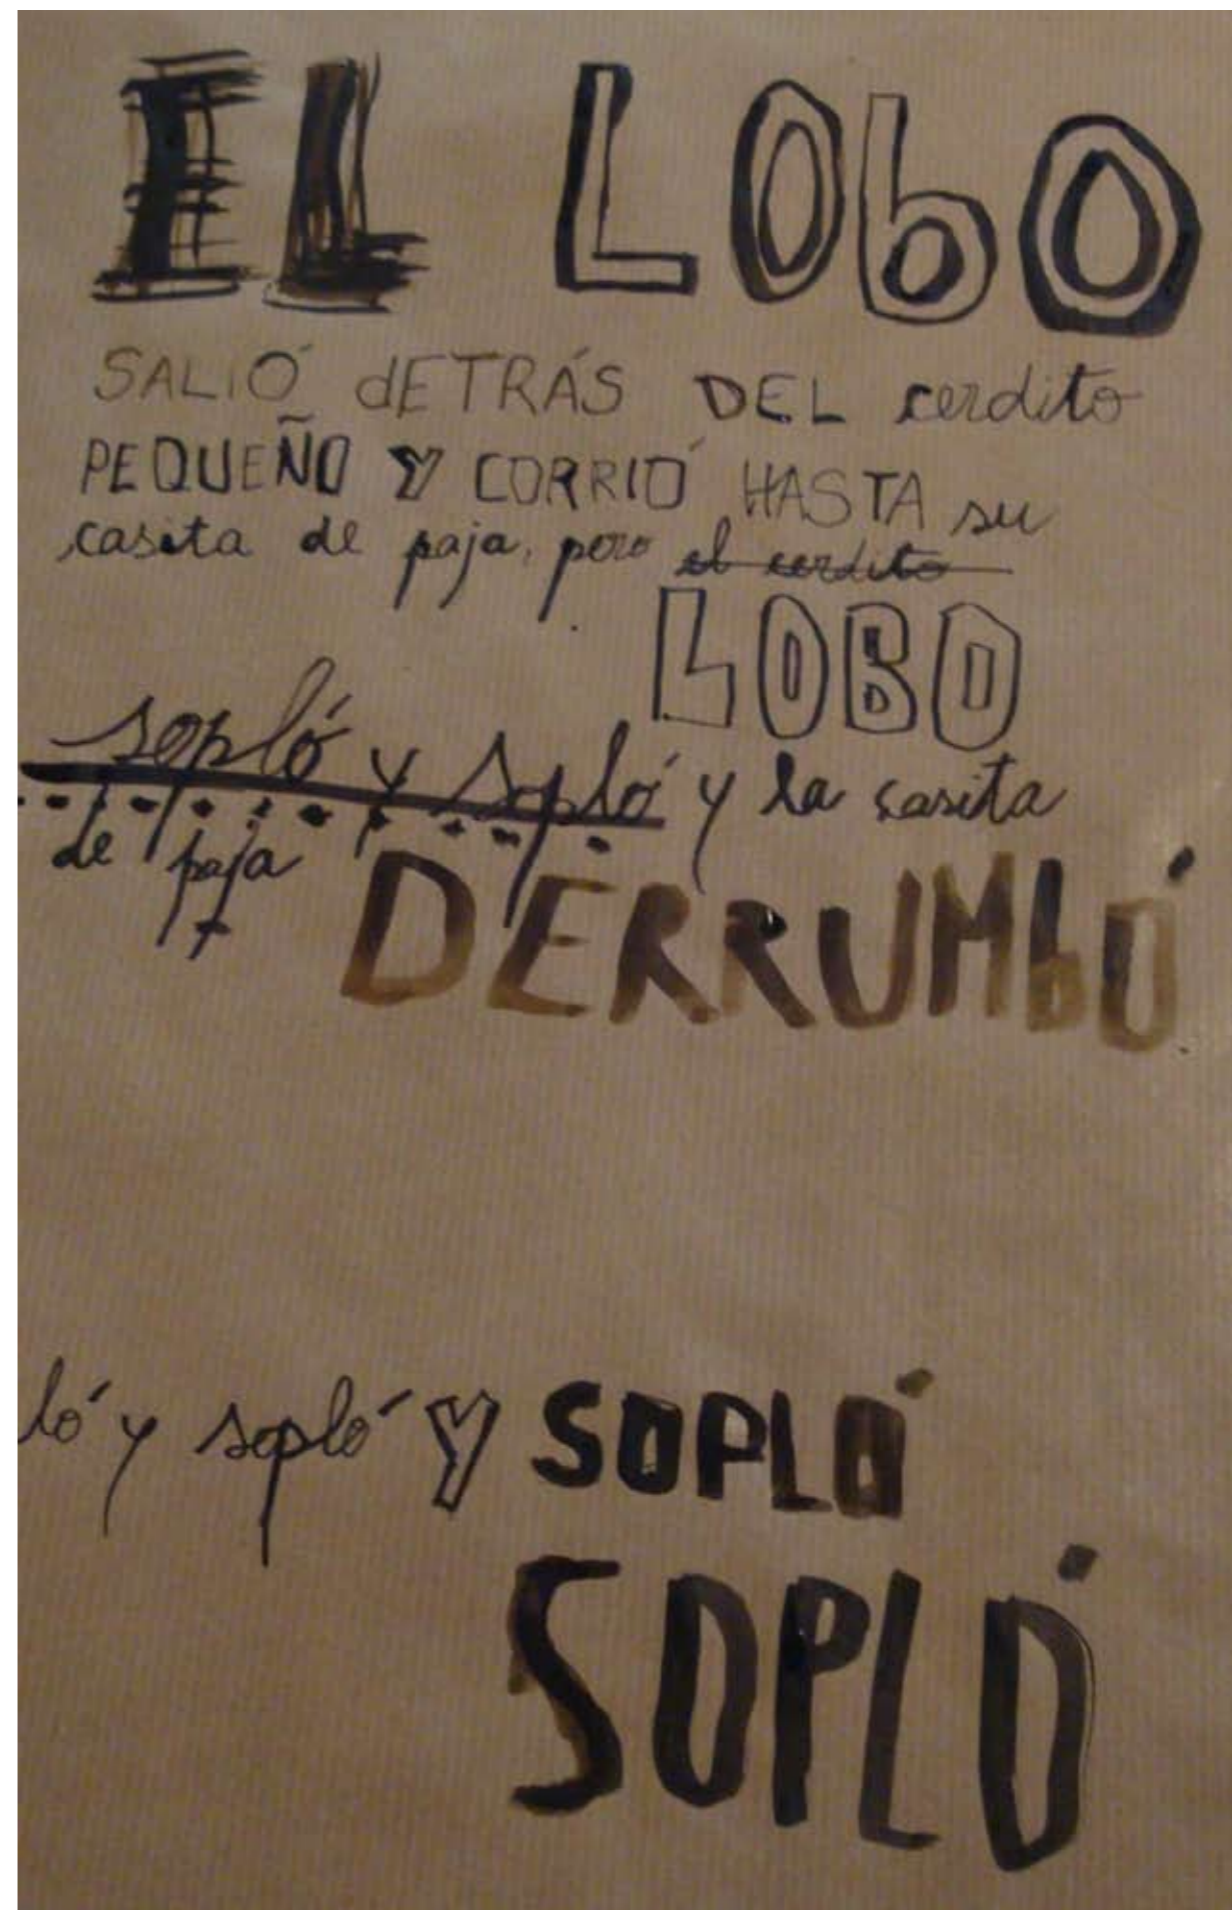 EL LObO
SALIÓ dETRÁS DEL cerdito
PEQUEÑO Y CORRIÓ HASTA su
casita de paja, pero el cerdito
LOBO
sopló y sopló y la casita
de paja DERRUMbÓ
ló y sopló Y SOPLÓ
SOPLÓ